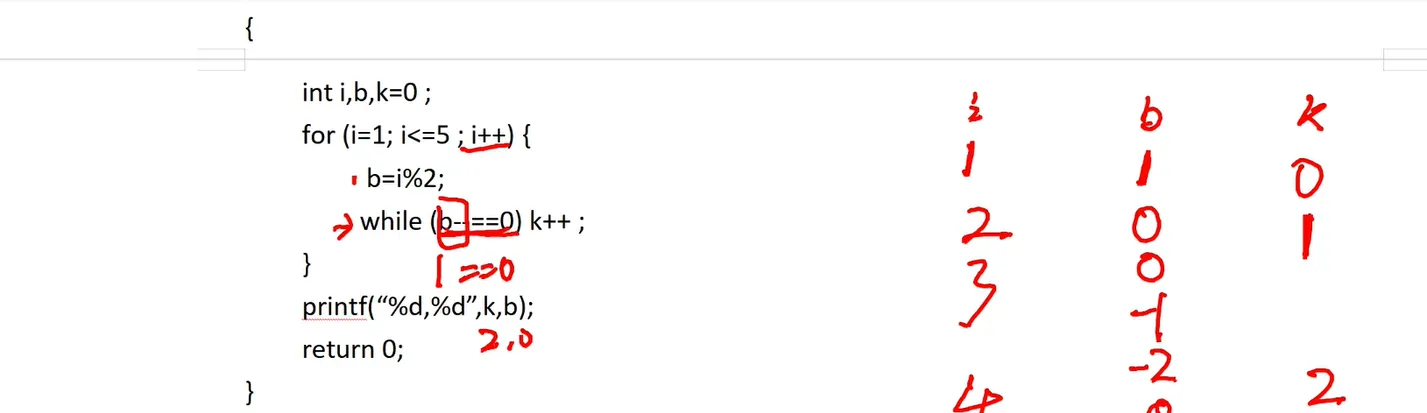 {
int i,b,k=0 ;
for (i=1; i<=5 ; i++) {
b=i%2;
while (b--==0) k++ ;
}
1 ==0
printf(“%d,%d”,k,b);
2,0
return 0;
}
i b k
1 1 0
2 0 1
3 0
-1
-2
4 2